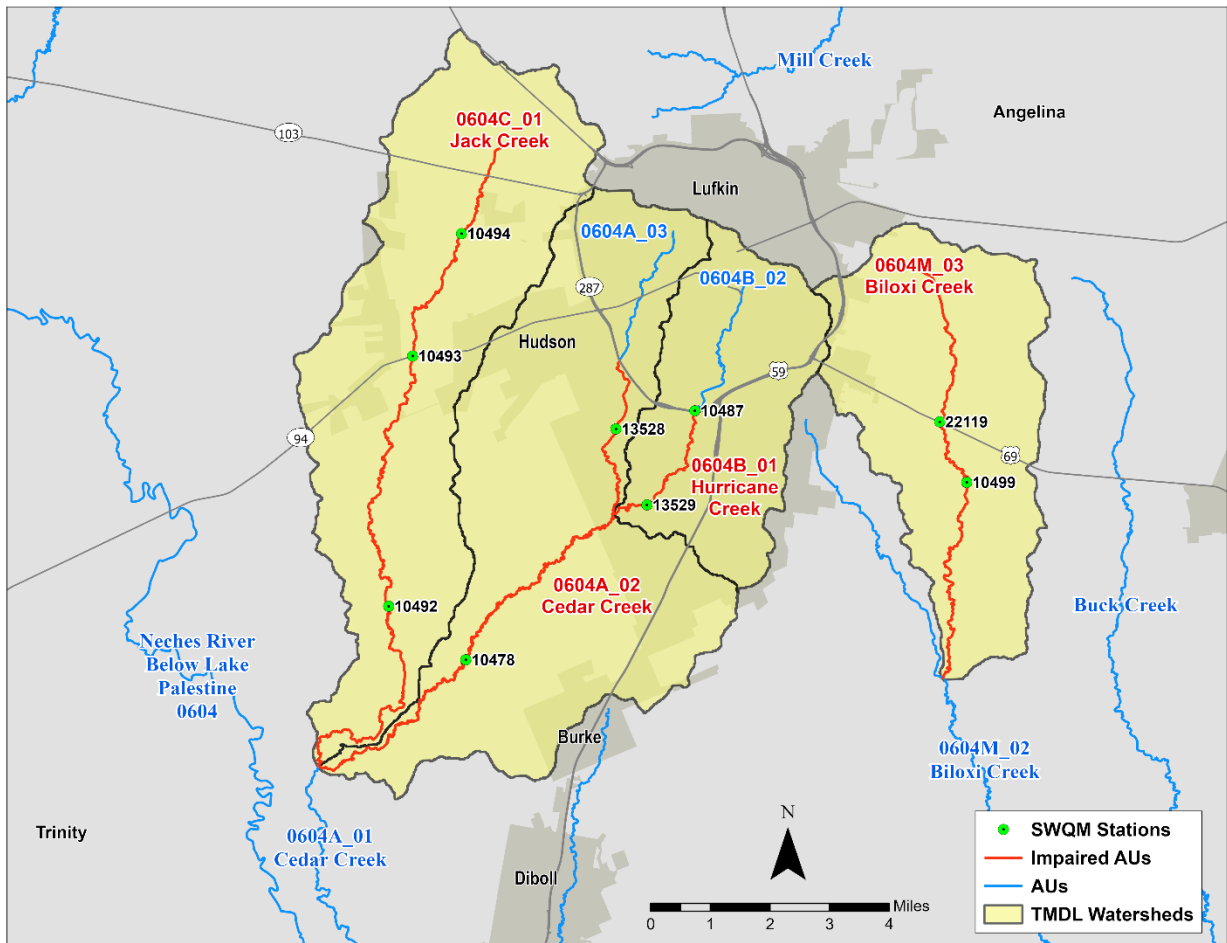 Mill Creek
Angelina
0604C_01
Jack Creek
103
Lufkin
10494
0604A_03
0604M_03
Biloxi Creek
0604B_02
287
Hudson
10493
59
10487
22119
13528
94
69
0604B_01
Hurricane
Creek
10499
13529
0604A_02
Cedar Creek
10492
Buck Creek
Neches River
Below Lake
Palestine
0604
10478
Burke
0604M_02
Biloxi Creek
Trinity
0604A_01
Cedar Creek
Diboll
N
Miles
0 1 2 3 4
SWQM Stations
Impaired AUs
AUs
TMDL Watersheds